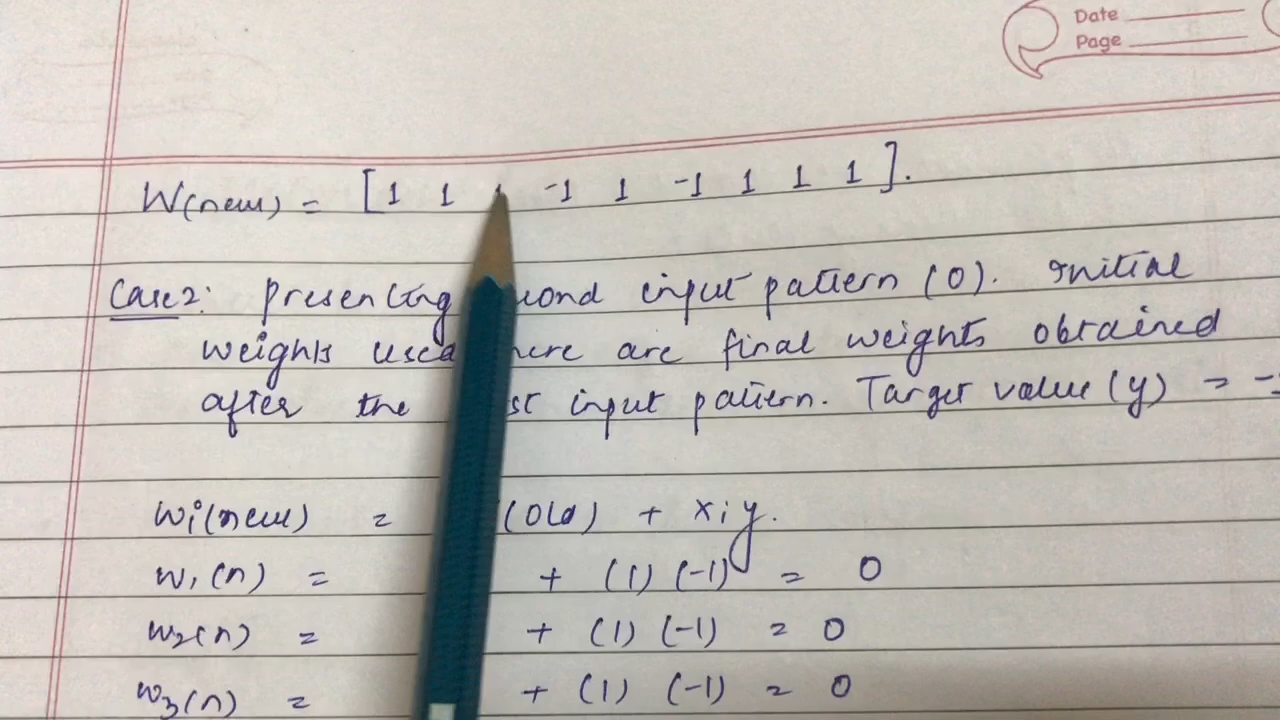 Date
Page
W(new) = [1 1 1 -1 1 -1 1 1 1].
Case2: presenting input pattern (O). Initial
weights used here are final weights obtained
after the input pattern. Target value (y) =
wi(new) = (old) + xiy.
w1(n) = + (1) (-1) = 0
w2(n) = + (1) (-1) = 0
w3(n) = + (1) (-1) = 0